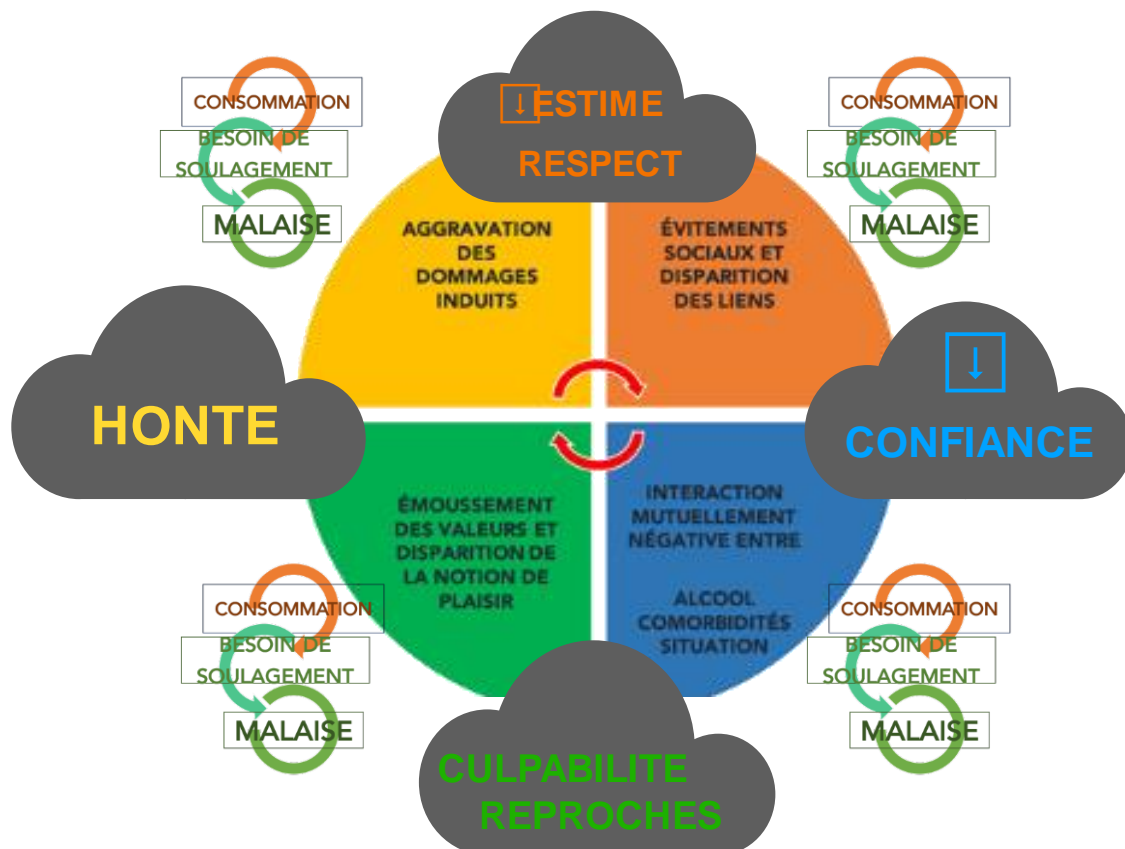 ↓ESTIME
RESPECT
CONSOMMATION
BESOIN DE
SOULAGEMENT
MALAISE
CONSOMMATION
BESOIN DE
SOULAGEMENT
MALAISE
AGGRAVATION
DES
DOMMAGES
INDUITS
ÉVITEMENTS
SOCIAUX ET
DISPARITION
DES LIENS
HONTE
↓
CONFIANCE
ÉMOUSSEMENT
DES VALEURS ET
DISPARITION DE
LA NOTION DE
PLAISIR
INTERACTION
MUTUELLEMENT
NÉGATIVE ENTRE
ALCOOL
COMORBIDITÉS
SITUATION
CONSOMMATION
BESOIN DE
SOULAGEMENT
MALAISE
CONSOMMATION
BESOIN DE
SOULAGEMENT
MALAISE
CULPABILITE
REPROCHES